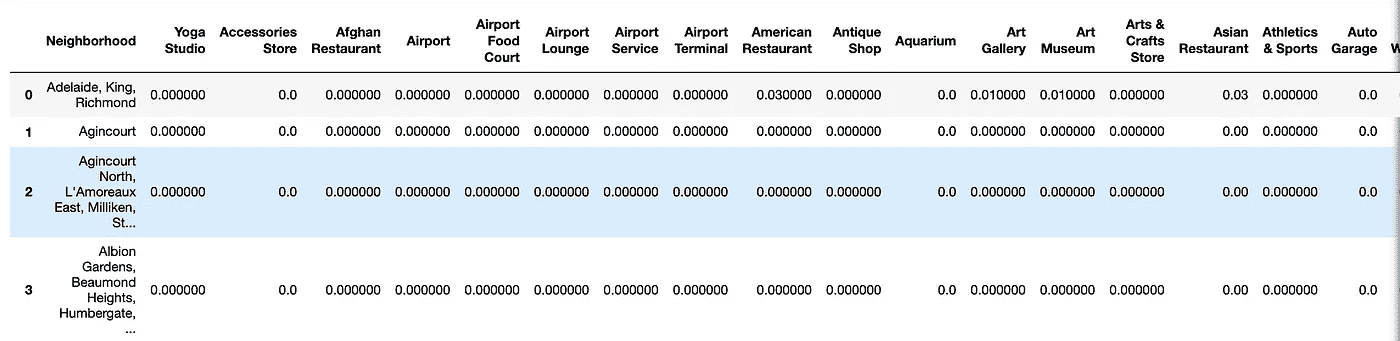 Neighborhood Yoga Studio Accessories Store Afghan Restaurant Airport Airport Food Court Airport Lounge Airport Service Airport Terminal American Restaurant Antique Shop Aquarium Art Gallery Art Museum Arts & Crafts Store Asian Restaurant Athletics & Sports Auto Garage
0 Adelaide, King, Richmond 0.000000 0.0 0.000000 0.000000 0.000000 0.000000 0.000000 0.000000 0.030000 0.000000 0.0 0.010000 0.010000 0.000000 0.03 0.000000 0.0
1 Agincourt 0.000000 0.0 0.000000 0.000000 0.000000 0.000000 0.000000 0.000000 0.000000 0.000000 0.0 0.000000 0.000000 0.000000 0.00 0.000000 0.0
2 Agincourt North, L'Amoreaux East, Milliken, St... 0.000000 0.0 0.000000 0.000000 0.000000 0.000000 0.000000 0.000000 0.000000 0.000000 0.0 0.000000 0.000000 0.000000 0.00 0.000000 0.0
3 Albion Gardens, Beaumond Heights, Humbergate, ... 0.000000 0.0 0.000000 0.000000 0.000000 0.000000 0.000000 0.000000 0.000000 0.000000 0.0 0.000000 0.000000 0.000000 0.00 0.000000 0.0